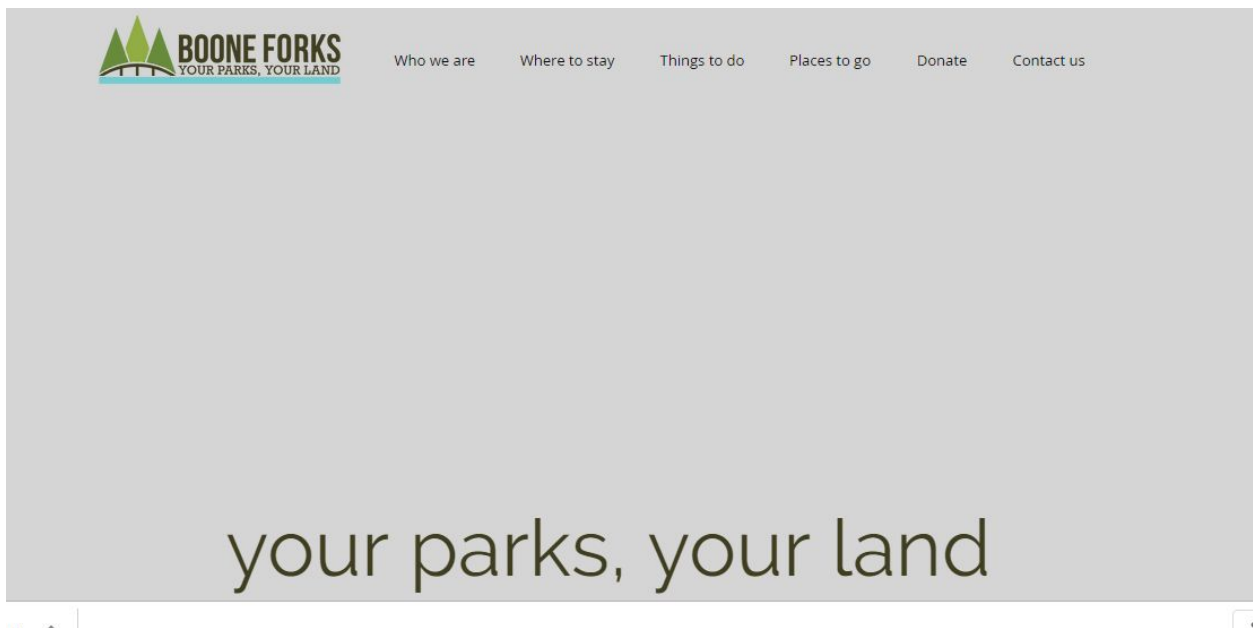 BOONE FORKS
YOUR PARKS, YOUR LAND
Who we are Where to stay Things to do Places to go Donate Contact us
your parks, your land